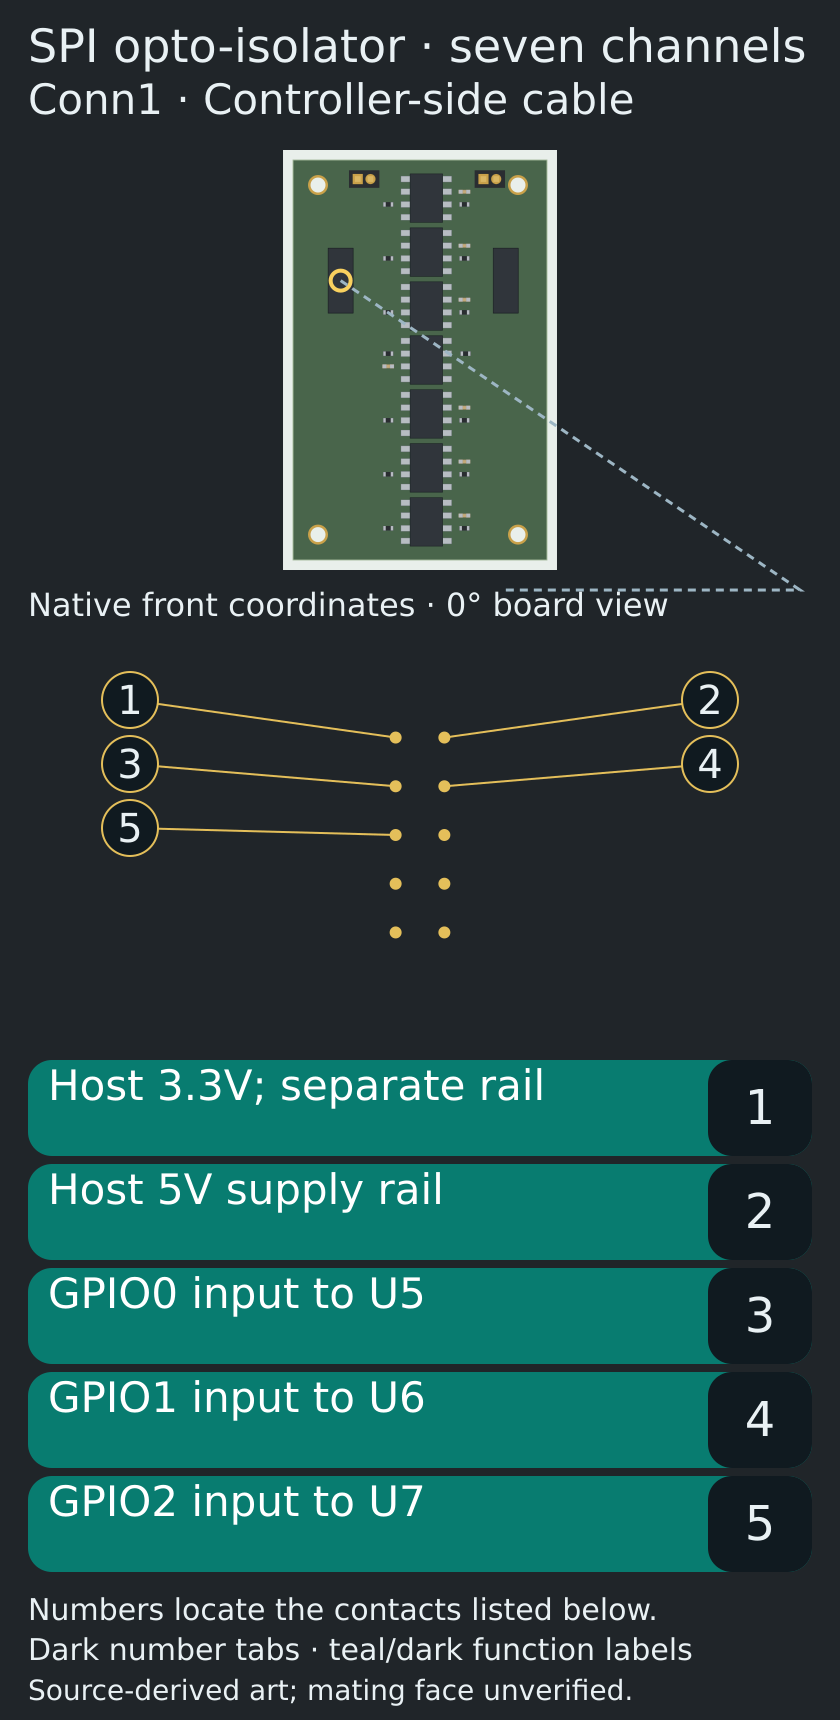 SPI opto-isolator · seven channels
Conn1 · Controller-side cable
Native front coordinates · 0° board view
1
2
3
4
5
Host 3.3V; separate rail 1
Host 5V supply rail 2
GPIO0 input to U5 3
GPIO1 input to U6 4
GPIO2 input to U7 5
Numbers locate the contacts listed below.
Dark number tabs · teal/dark function labels
Source-derived art; mating face unverified.